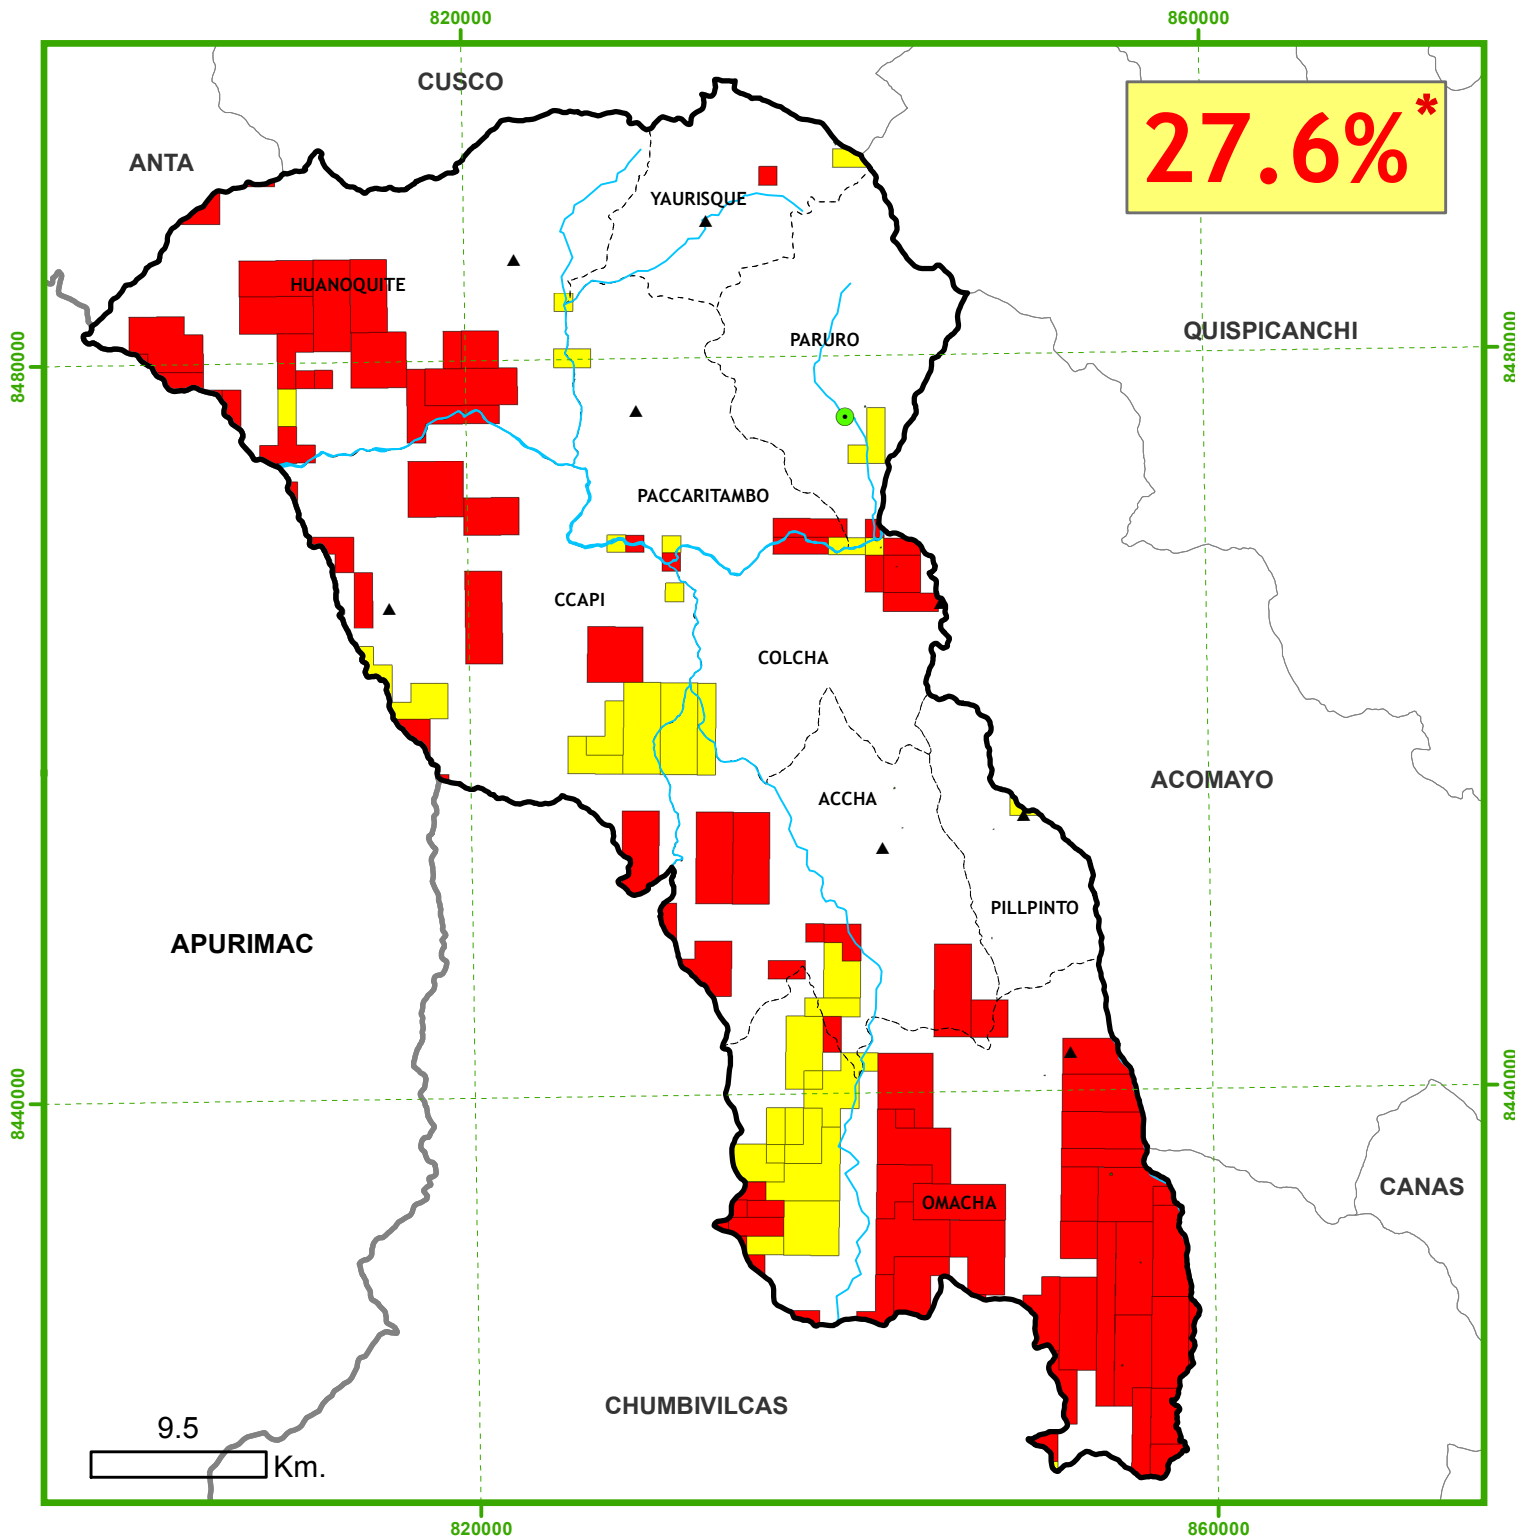 820000
860000
CUSCO
27.6%*
ANTA
YAURISQUE
HUANOQUITE
QUISPICANCHI
PARURO
8480000
8480000
PACCARITAMBO
CCAPI
COLCHA
ACOMAYO
ACCHA
PILLPINTO
APURIMAC
8440000
8440000
CANAS
OMACHA
CHUMBIVILCAS
9.5
Km.
820000
860000